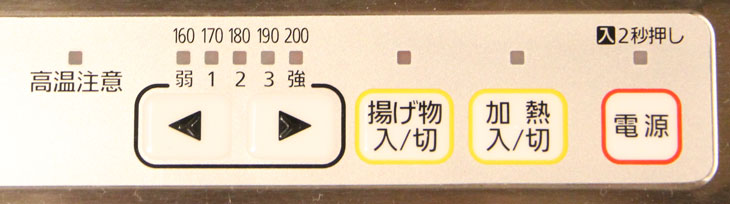 160 170 180 190 200
入2秒押し
高温注意
弱 1 2 3 強
揚げ物
入/切
加熱
入/切
電源